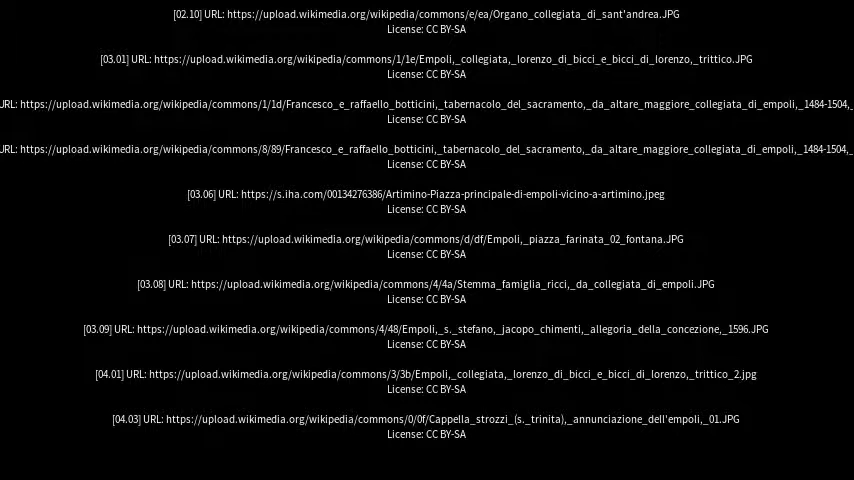 [02.10] URL: https://upload.wikimedia.org/wikipedia/commons/e/ea/Organo_collegiata_di_sant'andrea.JPG
License: CC BY-SA
[03.01] URL: https://upload.wikimedia.org/wikipedia/commons/1/1e/Empoli,_collegiata,_lorenzo_di_bicci_e_bicci_di_lorenzo,_trittico.JPG
License: CC BY-SA
URL: https://upload.wikimedia.org/wikipedia/commons/1/1d/Francesco_e_raffaello_botticini,_tabernacolo_del_sacramento,_da_altare_maggiore_collegiata_di_empoli,_1484-1504,_
License: CC BY-SA
URL: https://upload.wikimedia.org/wikipedia/commons/8/89/Francesco_e_raffaello_botticini,_tabernacolo_del_sacramento,_da_altare_maggiore_collegiata_di_empoli,_1484-1504,_
License: CC BY-SA
[03.06] URL: https://s.iha.com/00134276386/Artimino-Piazza-principale-di-empoli-vicino-a-artimino.jpeg
License: CC BY-SA
[03.07] URL: https://upload.wikimedia.org/wikipedia/commons/d/df/Empoli,_piazza_farinata_02_fontana.JPG
License: CC BY-SA
[03.08] URL: https://upload.wikimedia.org/wikipedia/commons/4/4a/Stemma_famiglia_ricci,_da_collegiata_di_empoli.JPG
License: CC BY-SA
[03.09] URL: https://upload.wikimedia.org/wikipedia/commons/4/48/Empoli,_s._stefano,_jacopo_chimenti,_allegoria_della_concezione,_1596.JPG
License: CC BY-SA
[04.01] URL: https://upload.wikimedia.org/wikipedia/commons/3/3b/Empoli,_collegiata,_lorenzo_di_bicci_e_bicci_di_lorenzo,_trittico_2.jpg
License: CC BY-SA
[04.03] URL: https://upload.wikimedia.org/wikipedia/commons/0/0f/Cappella_strozzi_(s._trinita),_annunciazione_dell'empoli,_01.JPG
License: CC BY-SA